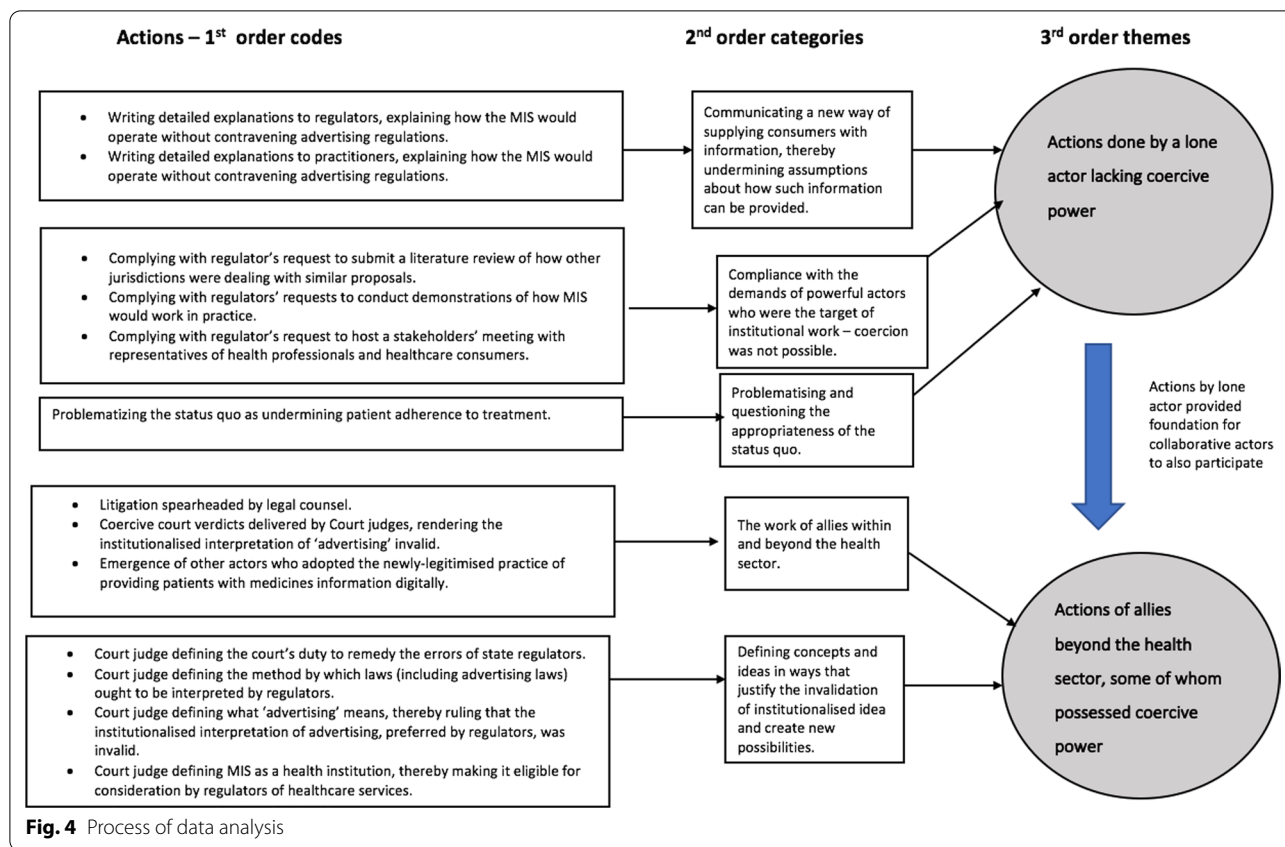 Actions – 1st order codes
2nd order categories
3rd order themes
• Writing detailed explanations to regulators, explaining how the MIS would
operate without contravening advertising regulations.
• Writing detailed explanations to practitioners, explaining how the MIS would
operate without contravening advertising regulations.
Communicating a new way of
supplying consumers with
information, thereby
undermining assumptions
about how such information
can be provided.
Actions done by a lone
actor lacking coercive
power
• Complying with regulator's request to submit a literature review of how other
jurisdictions were dealing with similar proposals.
• Complying with regulators' requests to conduct demonstrations of how MIS
would work in practice.
• Complying with regulator's request to host a stakeholders' meeting with
representatives of health professionals and healthcare consumers.
Compliance with the
demands of powerful actors
who were the target of
institutional work – coercion
was not possible.
Problematizing the status quo as undermining patient adherence to treatment.
Problematising and
questioning the
appropriateness of the
status quo.
Actions by lone
actor provided
foundation for
collaborative actors
to also participate
• Litigation spearheaded by legal counsel.
• Coercive court verdicts delivered by Court judges, rendering the
institutionalised interpretation of 'advertising' invalid.
• Emergence of other actors who adopted the newly-legitimised practice of
providing patients with medicines information digitally.
The work of allies within
and beyond the health
sector.
Actions of allies
beyond the health
sector, some of whom
possessed coercive
power
• Court judge defining the court's duty to remedy the errors of state regulators.
• Court judge defining the method by which laws (including advertising laws)
ought to be interpreted by regulators.
• Court judge defining what 'advertising' means, thereby ruling that the
institutionalised interpretation of advertising, preferred by regulators, was
invalid.
• Court judge defining MIS as a health institution, thereby making it eligible for
consideration by regulators of healthcare services.
Defining concepts and
ideas in ways that
justify the invalidation
of institutionalised idea
and create new
possibilities.
Fig. 4 Process of data analysis